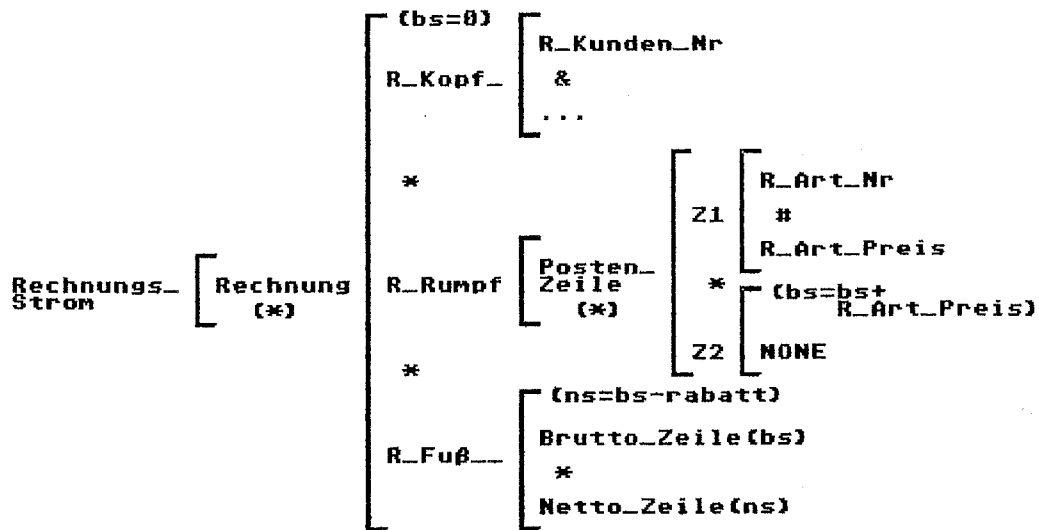 (bs=0)
R_Kunden_Nr
R_Kopf_
&
...
*
R_Art_Nr
Z1
#
R_Art_Preis
Rechnungs_
Strom
Rechnung
(*)
R_Rumpf
Posten_
Zeile
(*)
*
(bs=bs+
R_Art_Preis)
Z2
NONE
*
(ns=bs-rabatt)
Brutto_Zeile(bs)
R_Fuß__
*
Netto_Zeile(ns)